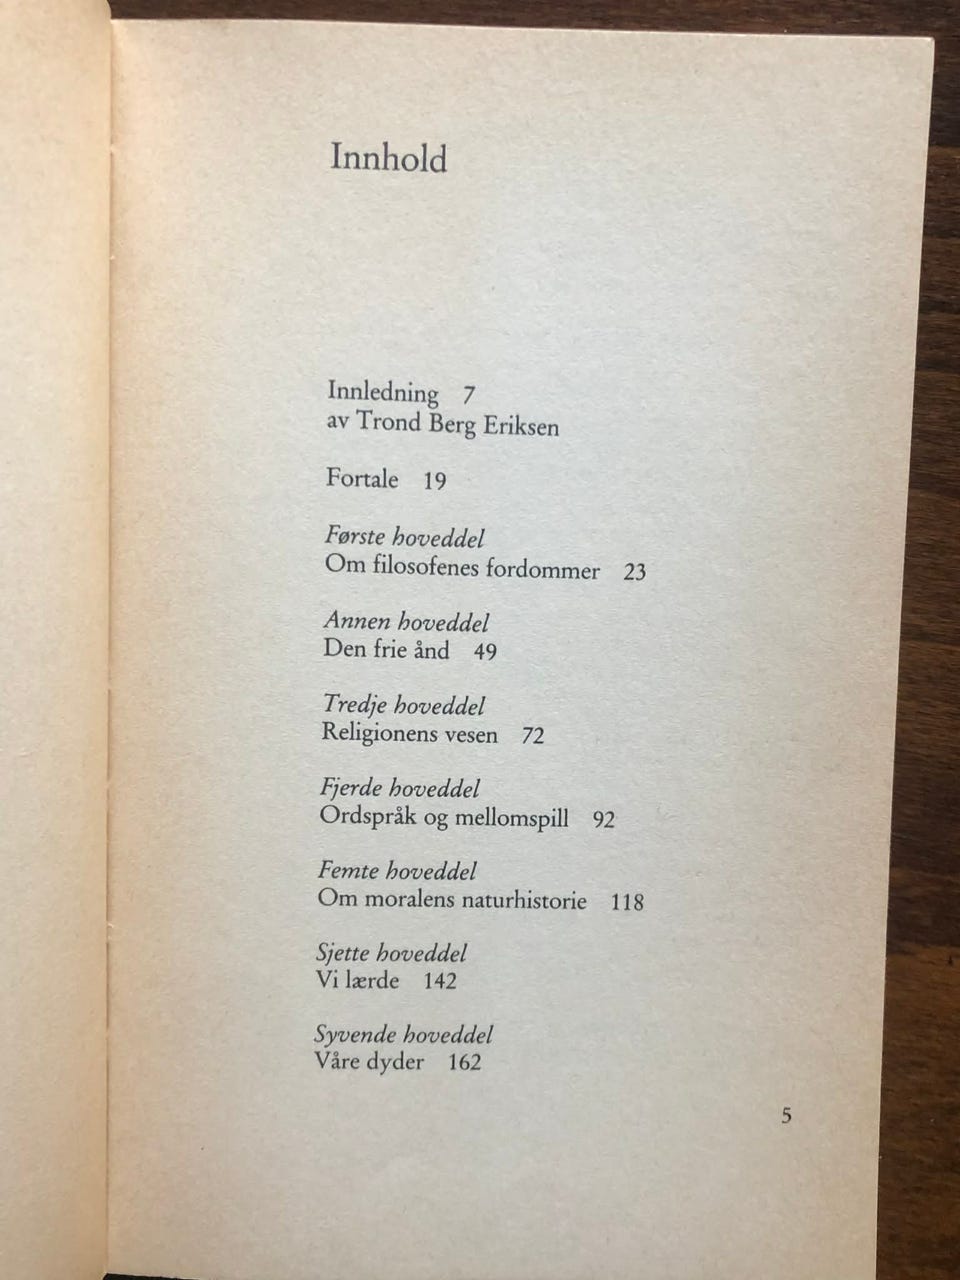 Innhold
Innledning 7
av Trond Berg Eriksen
Fortale 19
Første hoveddel
Om filosofenes fordommer 23
Annen hoveddel
Den frie ånd 49
Tredje hoveddel
Religionens vesen 72
Fjerde hoveddel
Ordspråk og mellomspill 92
Femte hoveddel
Om moralens naturhistorie 118
Sjette hoveddel
Vi lærde 142
Syvende hoveddel
Våre dyder 162
5